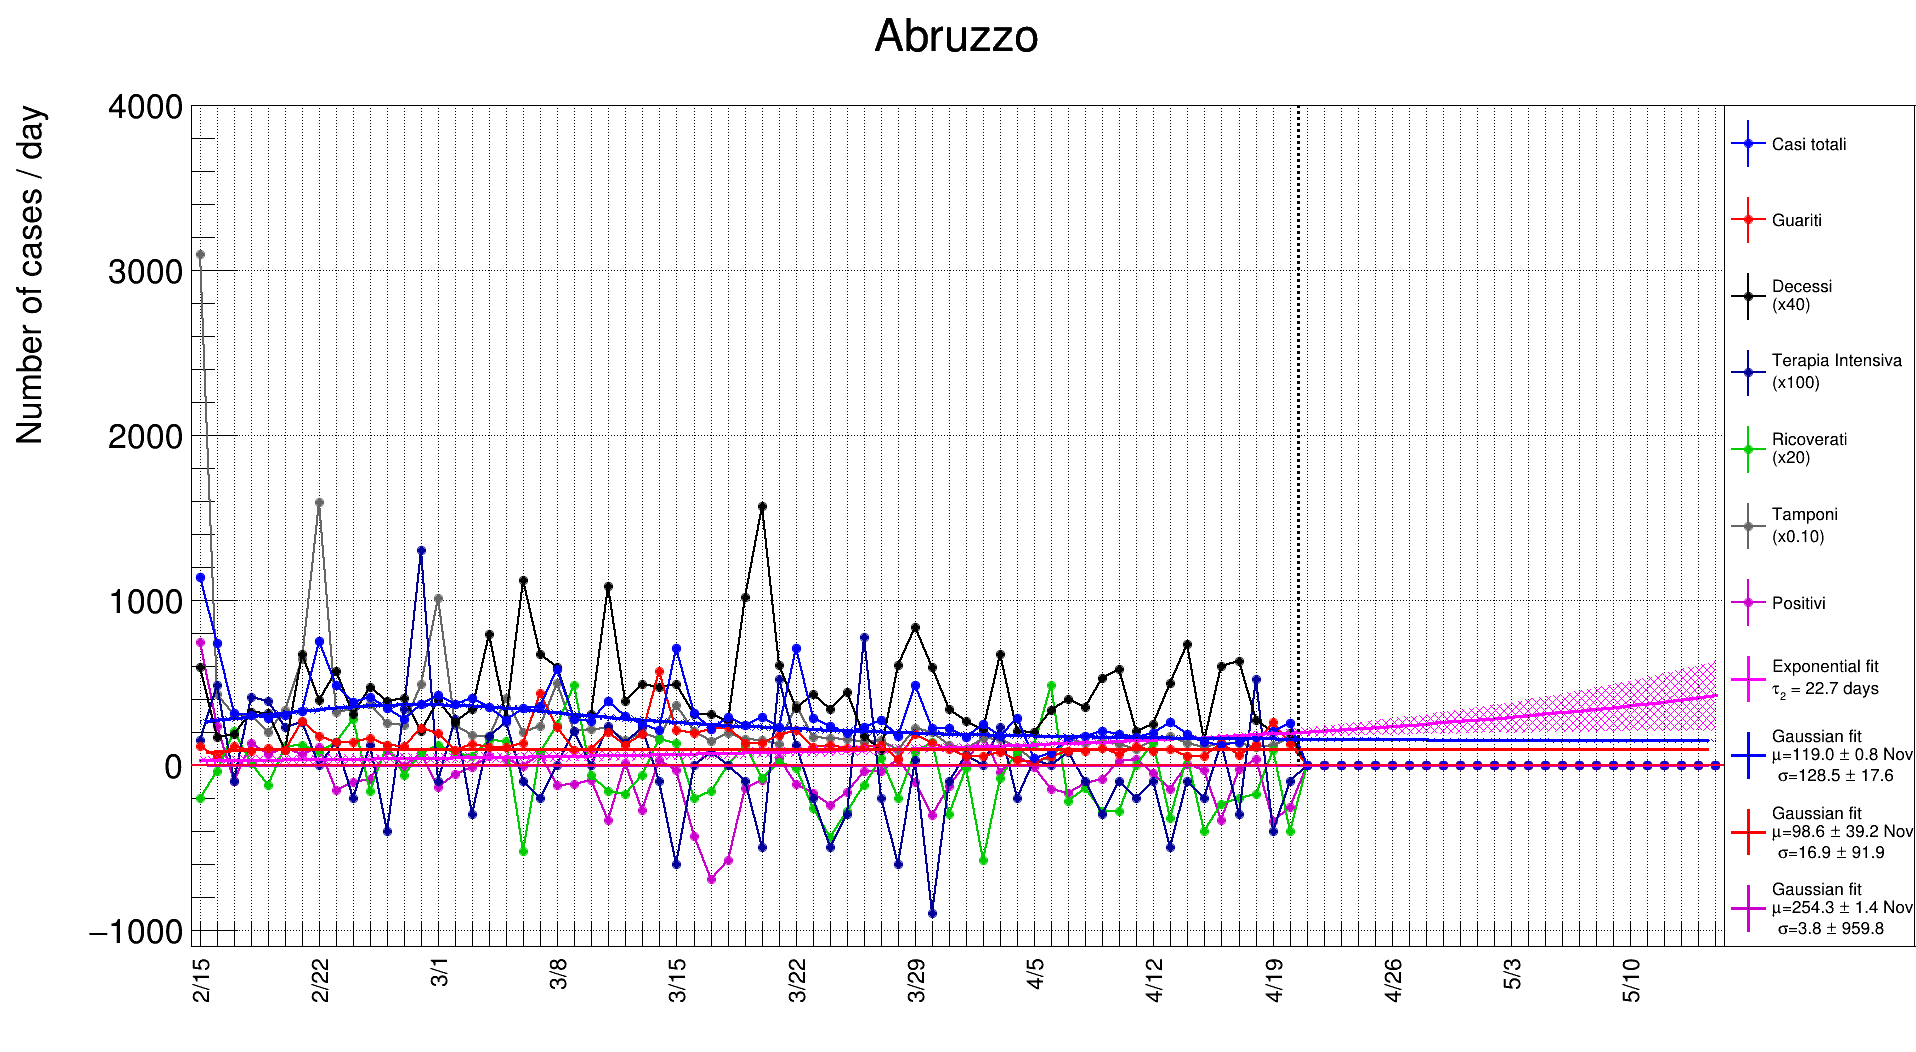 Abruzzo
Number of cases / day
4000
3000
2000
1000
0
−1000
2/15
2/22
3/1
3/8
3/15
3/22
3/29
4/5
4/12
4/19
4/26
5/3
5/10
Casi totali
Guariti
Decessi
(x40)
Terapia Intensiva
(x100)
Ricoverati
(x20)
Tamponi
(x0.10)
Positivi
Exponential fit
τ2 = 22.7 days
Gaussian fit
μ=119.0 ± 0.8 Nov
σ=128.5 ± 17.6
Gaussian fit
μ=98.6 ± 39.2 Nov
σ=16.9 ± 91.9
Gaussian fit
μ=254.3 ± 1.4 Nov
σ=3.8 ± 959.8